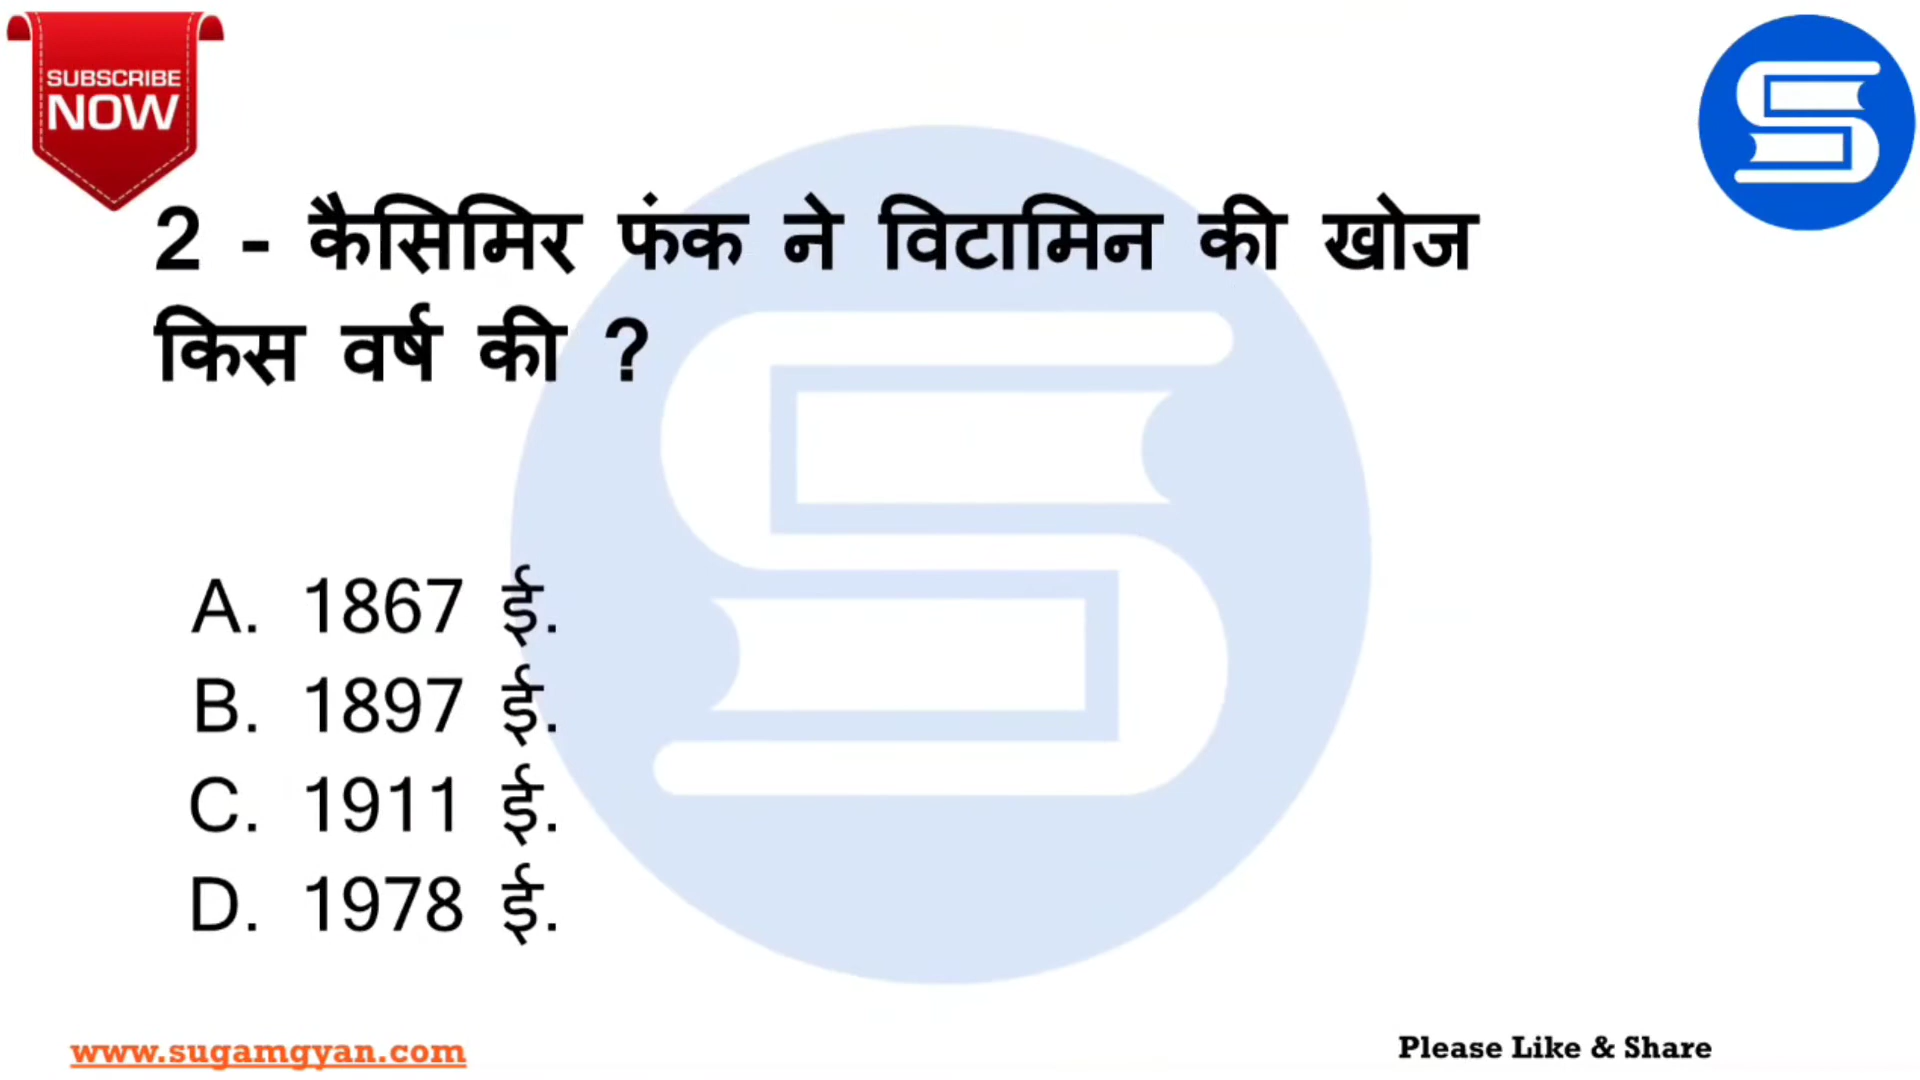 SUBSCRIBE
NOW
2 - कैसिमिर फंक ने विटामिन की खोज
किस वर्ष की ?
A. 1867 ई.
B. 1897 ई.
C. 1911 ई.
D. 1978 ई.
www.sugamgyan.com
Please Like & Share